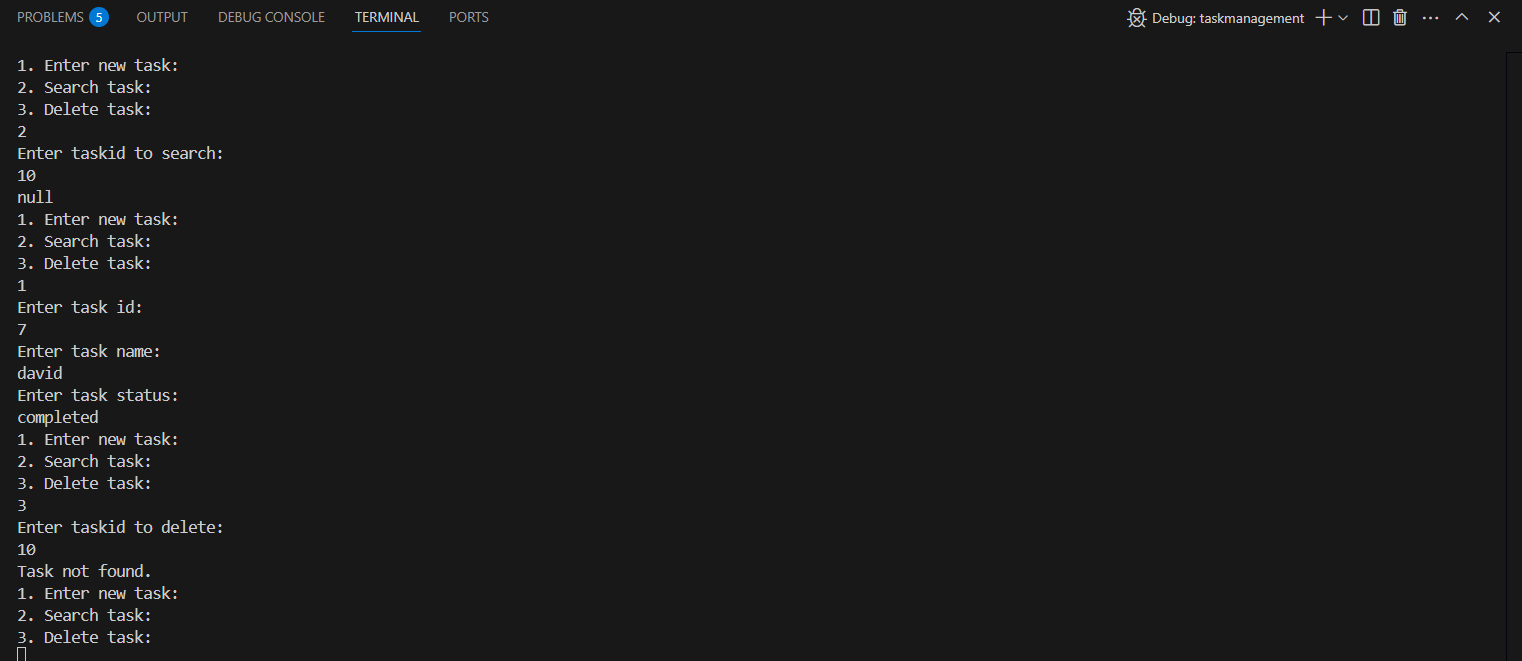 PROBLEMS 5 OUTPUT DEBUG CONSOLE TERMINAL PORTS Debug: taskmanagement
1. Enter new task:
2. Search task:
3. Delete task:
2
Enter taskid to search:
10
null
1. Enter new task:
2. Search task:
3. Delete task:
1
Enter task id:
7
Enter task name:
david
Enter task status:
completed
1. Enter new task:
2. Search task:
3. Delete task:
3
Enter taskid to delete:
10
Task not found.
1. Enter new task:
2. Search task:
3. Delete task: